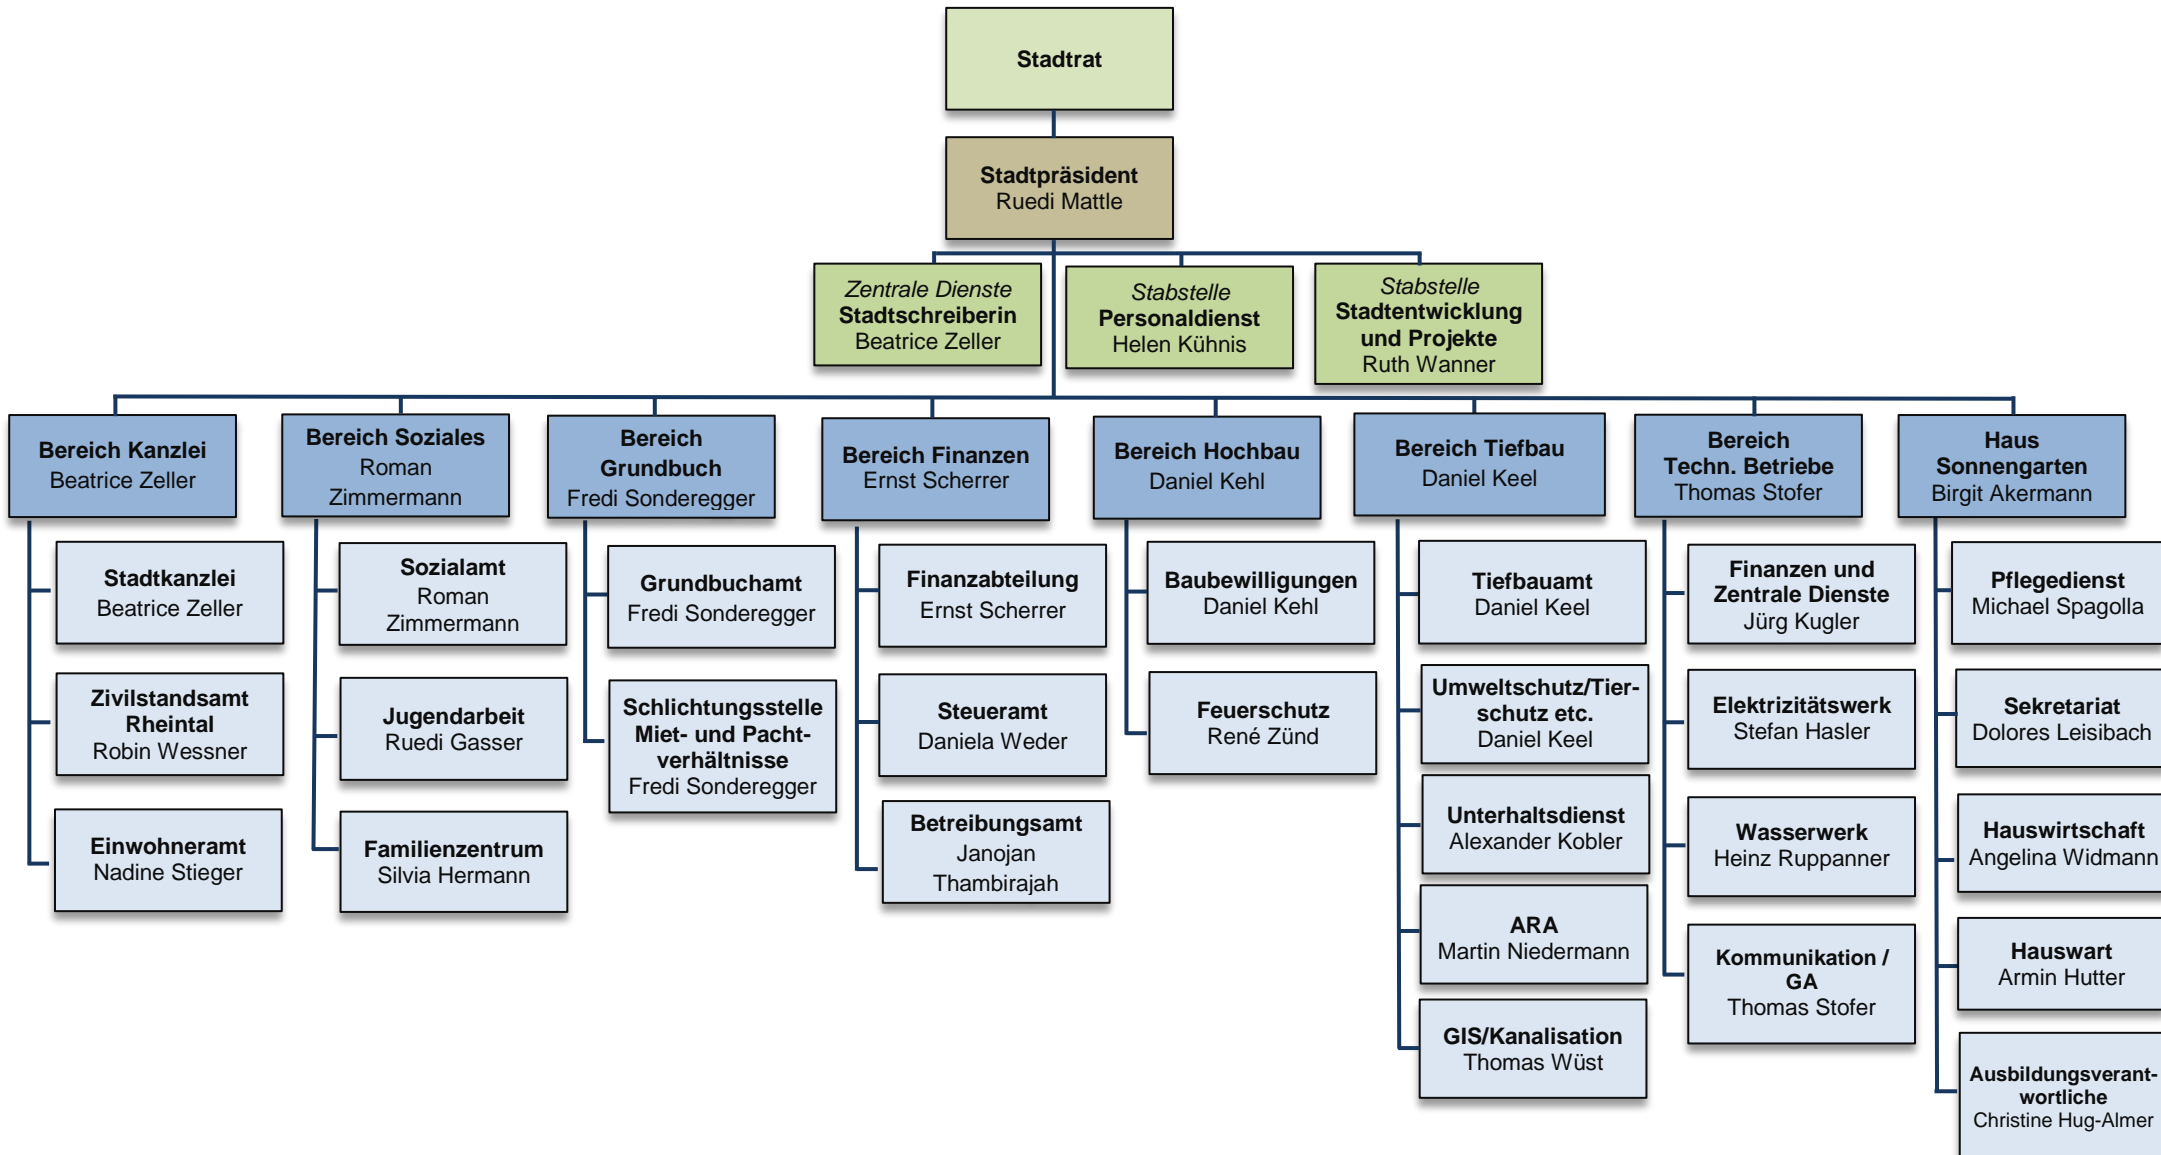 Stadtrat
Stadtpräsident
Ruedi Mattle
Zentrale Dienste
Stadtschreiberin
Beatrice Zeller
Stabstelle
Personaldienst
Helen Kühnis
Stabstelle
Stadtentwicklung
und Projekte
Ruth Wanner
Bereich Kanzlei
Beatrice Zeller
Bereich Soziales
Roman
Zimmermann
Bereich
Grundbuch
Fredi Sonderegger
Bereich Finanzen
Ernst Scherrer
Bereich Hochbau
Daniel Kehl
Bereich Tiefbau
Daniel Keel
Bereich
Techn. Betriebe
Thomas Stofer
Haus
Sonnengarten
Birgit Akermann
Stadtkanzlei
Beatrice Zeller
Zivilstandsamt
Rheintal
Robin Wessner
Einwohneramt
Nadine Stieger
Sozialamt
Roman
Zimmermann
Jugendarbeit
Ruedi Gasser
Familienzentrum
Silvia Hermann
Grundbuchamt
Fredi Sonderegger
Schlichtungsstelle
Miet- und Pacht-
verhältnisse
Fredi Sonderegger
Finanzabteilung
Ernst Scherrer
Steueramt
Daniela Weder
Betreibungsamt
Janojan
Thambirajah
Baubewilligungen
Daniel Kehl
Feuerschutz
René Zünd
Tiefbauamt
Daniel Keel
Umweltschutz/Tier-
schutz etc.
Daniel Keel
Unterhaltsdienst
Alexander Kobler
ARA
Martin Niedermann
GIS/Kanalisation
Thomas Wüst
Finanzen und
Zentrale Dienste
Jürg Kugler
Elektrizitätswerk
Stefan Hasler
Wasserwerk
Heinz Ruppanner
Kommunikation /
GA
Thomas Stofer
Pflegedienst
Michael Spagolla
Sekretariat
Dolores Leisibach
Hauswirtschaft
Angelina Widmann
Hauswart
Armin Hutter
Ausbildungsverant-
wortliche
Christine Hug-Almer